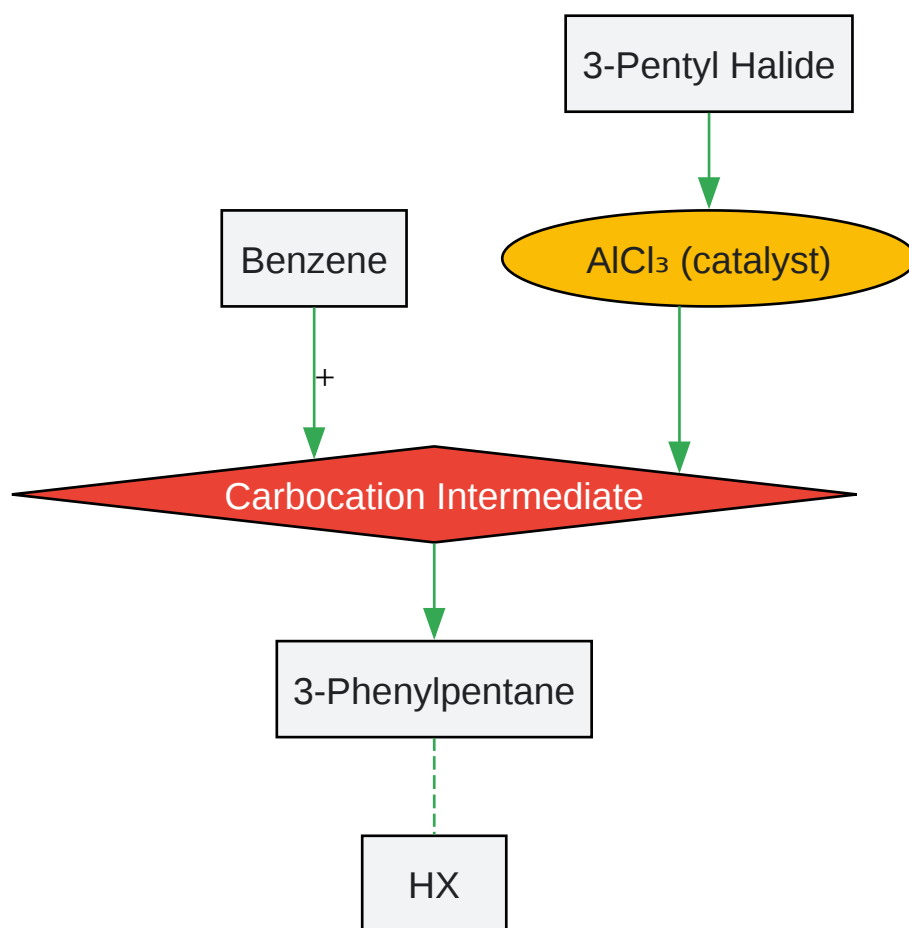 3-Pentyl Halide
Benzene
AlCl₃ (catalyst)
+
Carbocation Intermediate
3-Phenylpentane
HX